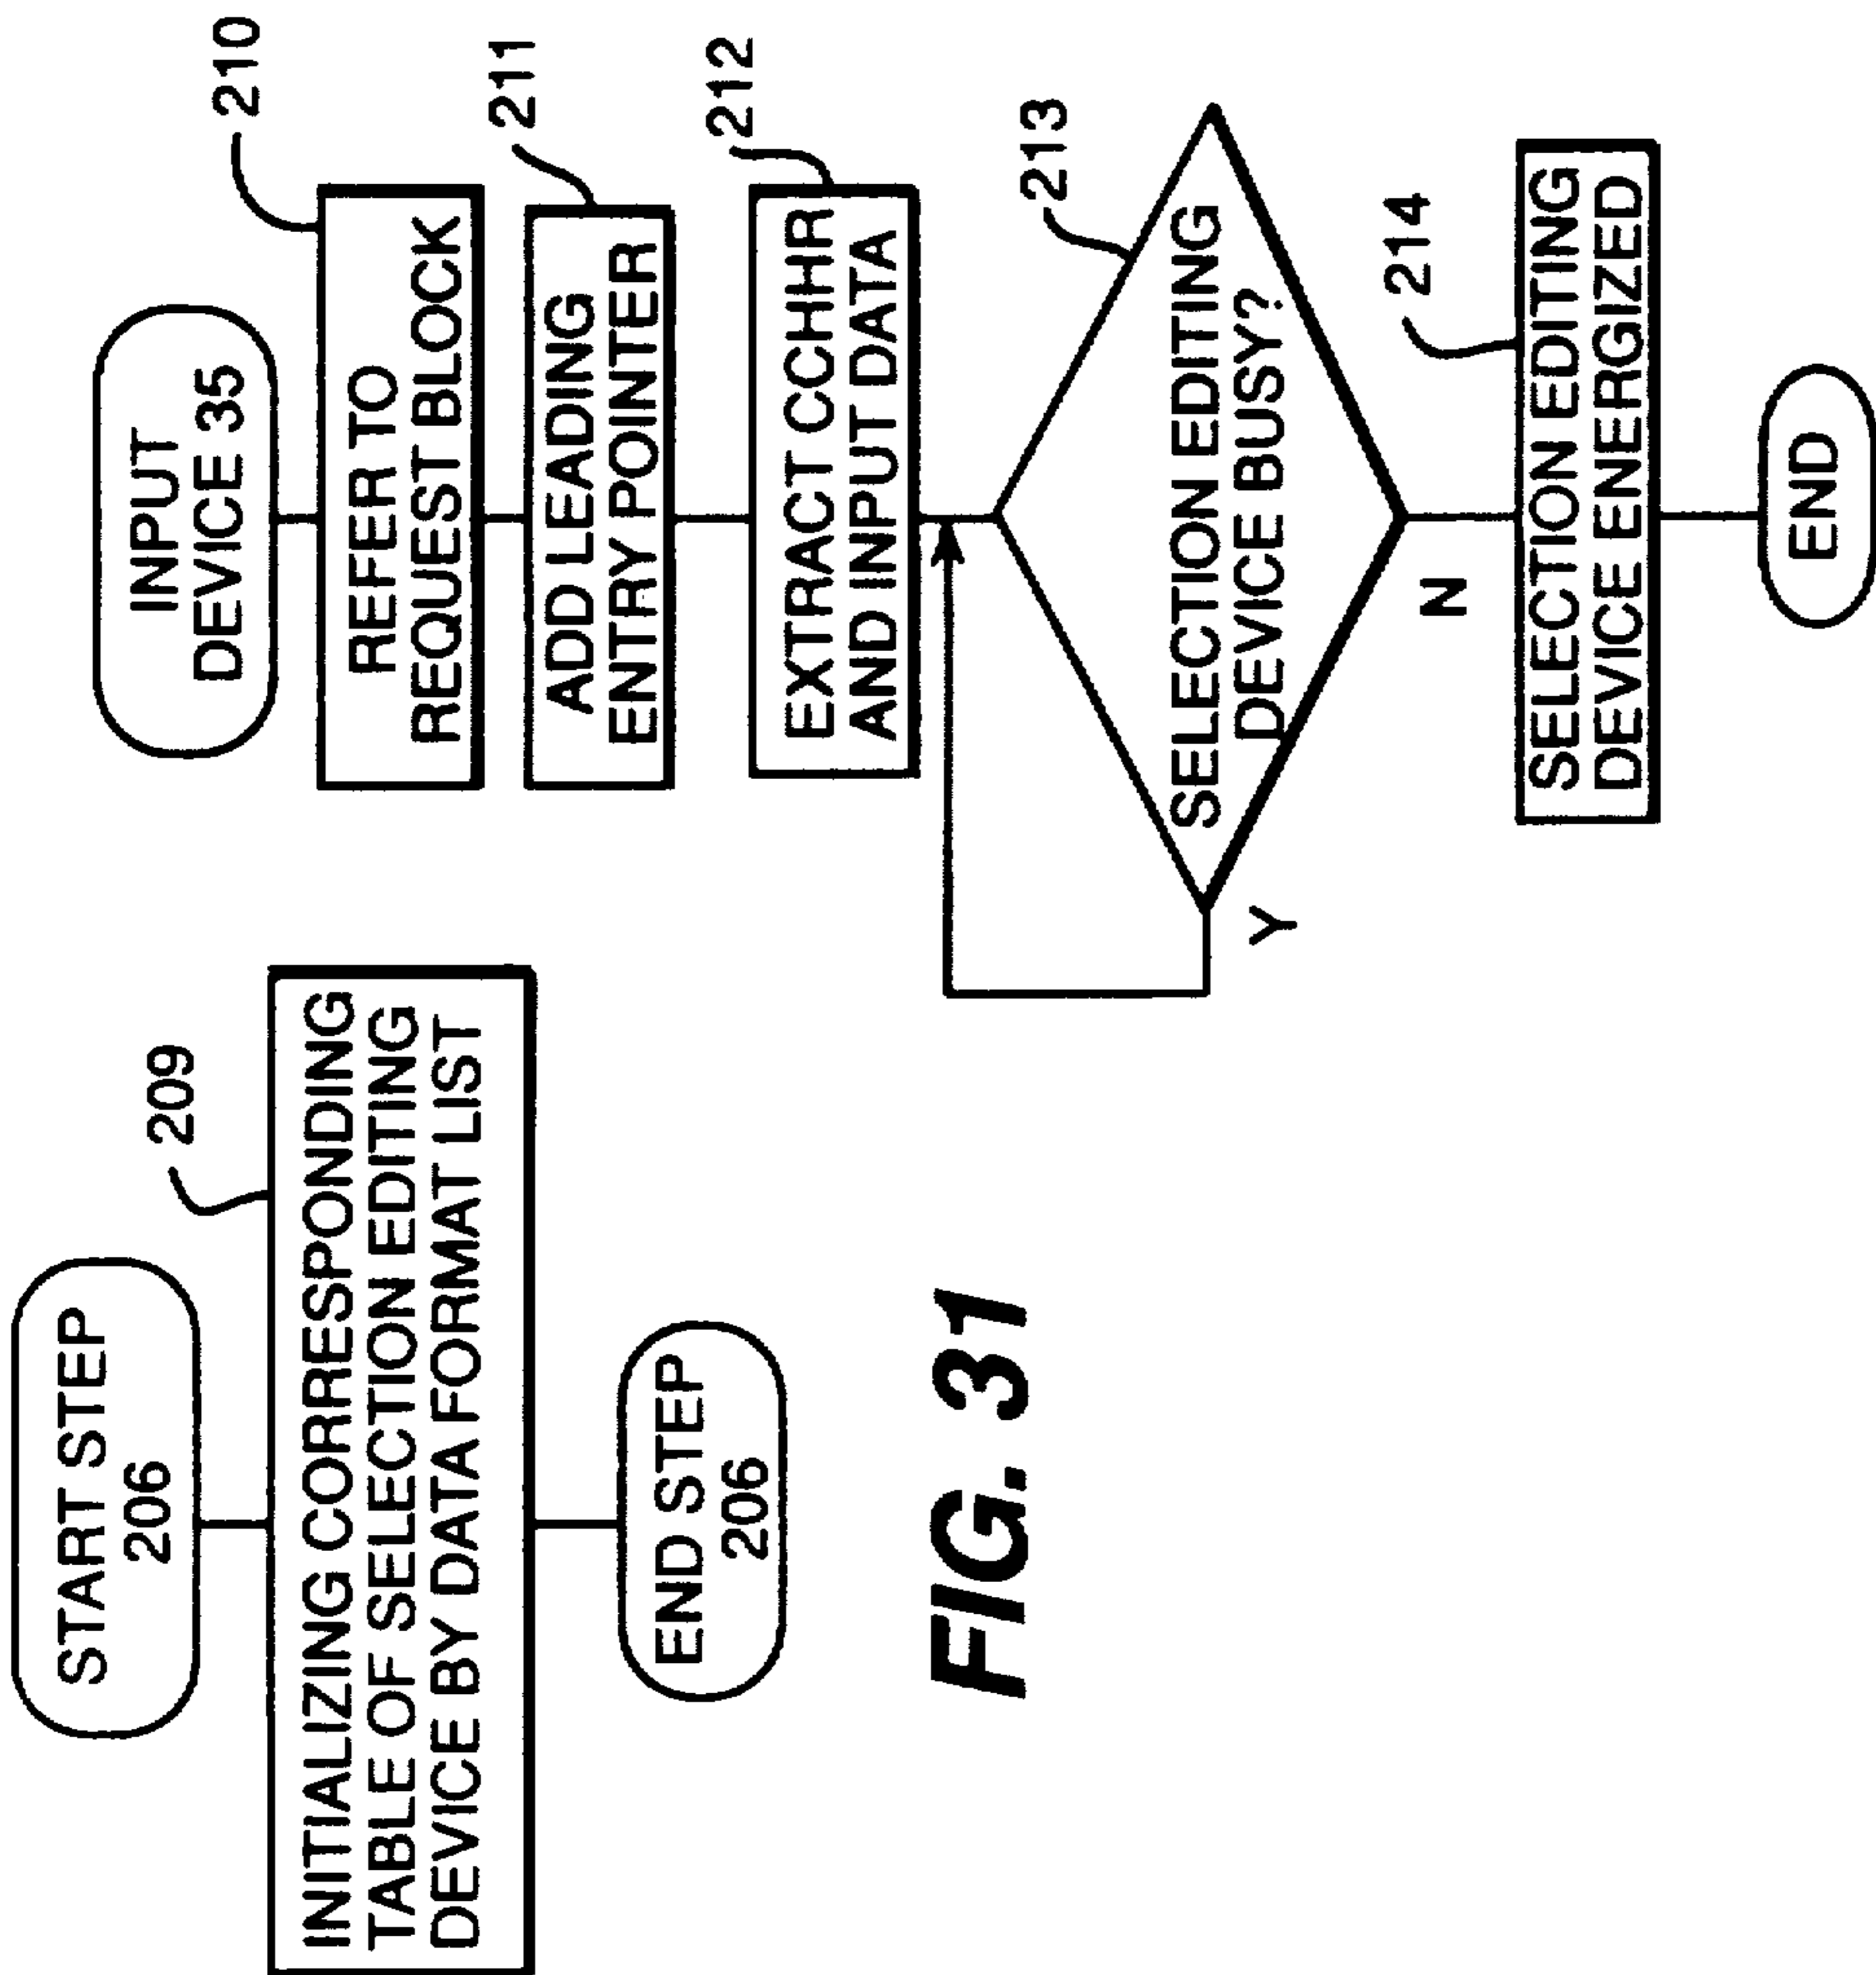 START STEP
206
209
INITIALIZING CORRESPONDING
TABLE OF SELECTION EDITING
DEVICE BY DATA FORMAT LIST
END STEP
206
FIG. 31
INPUT
DEVICE 35
210
REFER TO
REQUEST BLOCK
211
ADD LEADING
ENTRY POINTER
212
EXTRACT CCHHR
AND INPUT DATA
213
SELECTION EDITING
DEVICE BUSY?
Y
N
214
SELECTION EDITING
DEVICE ENERGIZED
END